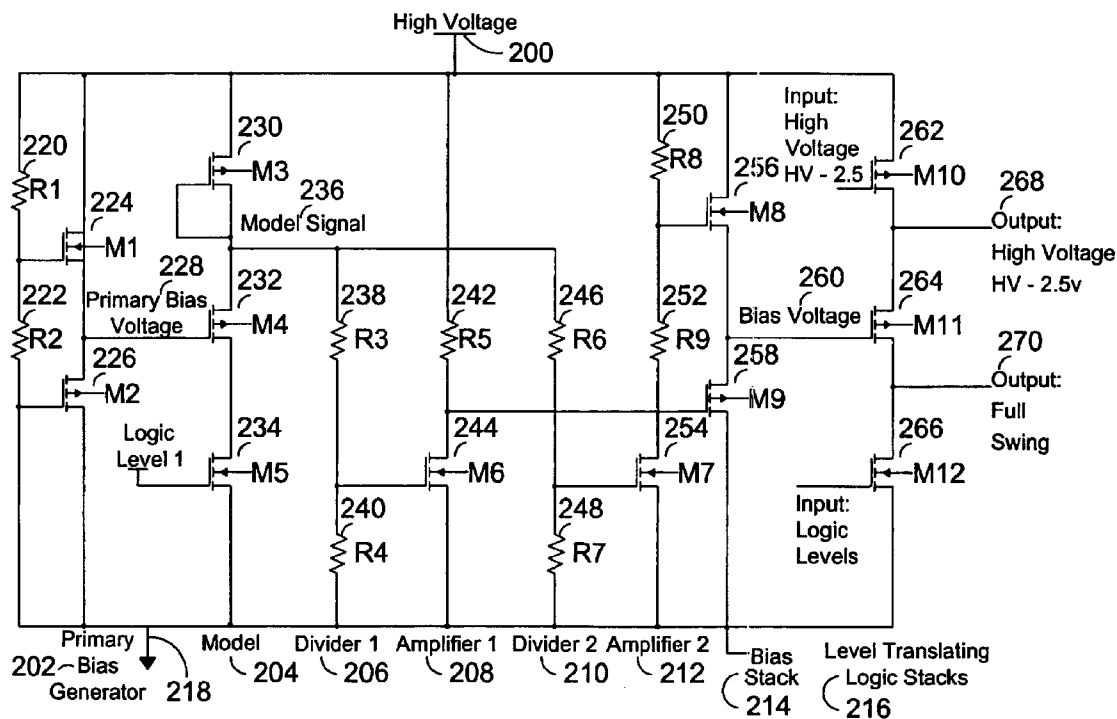 High Voltage
200
220
R1
224
M1
222
R2
228
Primary Bias
Voltage
226
M2
Logic
Level 1
230
M3
236
Model Signal
232
M4
234
M5
238
R3
240
R4
242
R5
244
M6
246
R6
248
R7
250
R8
252
R9
254
M7
256
M8
258
M9
260
Bias Voltage
Input:
High
Voltage
HV - 2.5
262
M10
264
M11
266
M12
Input:
Logic
Levels
268
Output:
High Voltage
HV - 2.5v
270
Output:
Full
Swing
Primary
202 Bias
Generator
218
Model
204
Divider 1
206
Amplifier 1
208
Divider 2
210
Amplifier 2
212
Bias
Stack
214
Level Translating
Logic Stacks
216